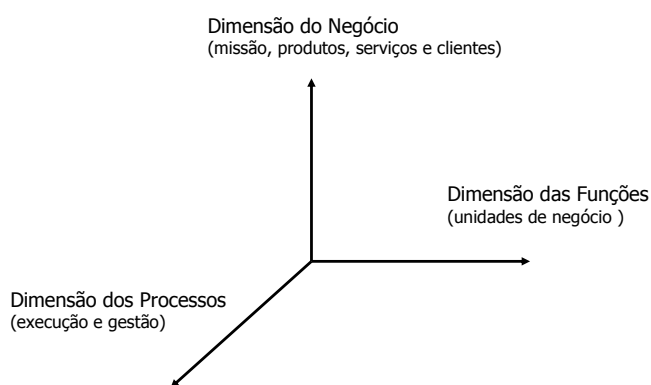 Dimensão do Negócio
(missão, produtos, serviços e clientes)
Dimensão das Funções
(unidades de negócio )
Dimensão dos Processos
(execução e gestão)